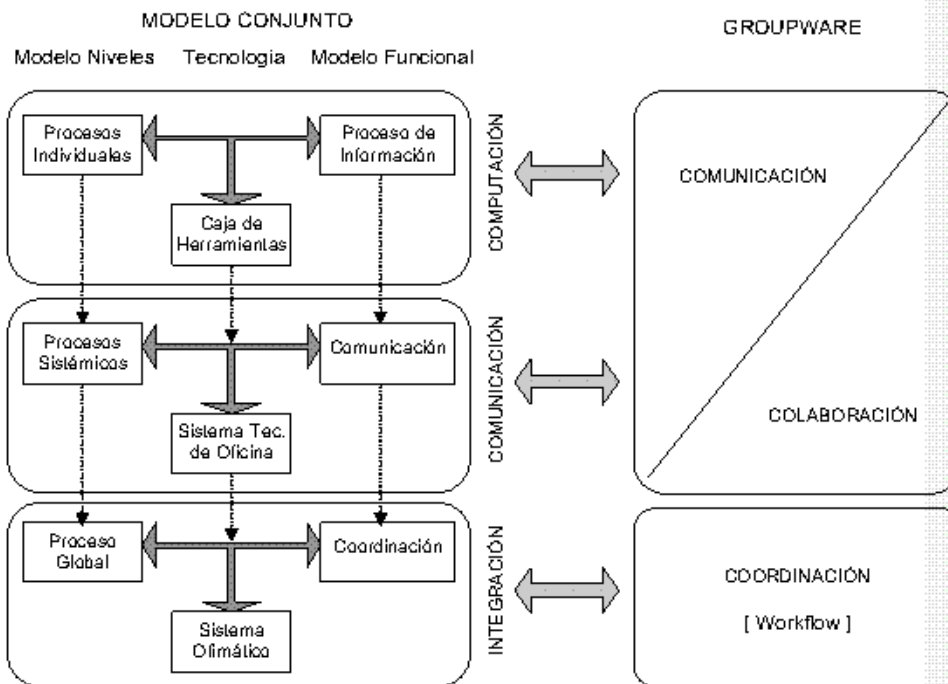 MODELO CONJUNTO
GROUPWARE
Modelo Niveles
Tecnologia
Modelo Funcional
Procesos
Individuales
Proceso de
Información
Caja de
Herramientas
COMPUTACIÓN
COMUNICACIÓN
Procesos
Sistémicos
Comunicación
Sistema Tec.
de Oficina
COMUNICACIÓN
COLABORACIÓN
Proceso
Global
Coordinación
Sistema
Ofimático
INTEGRACIÓN
COORDINACIÓN
[ Workflow ]